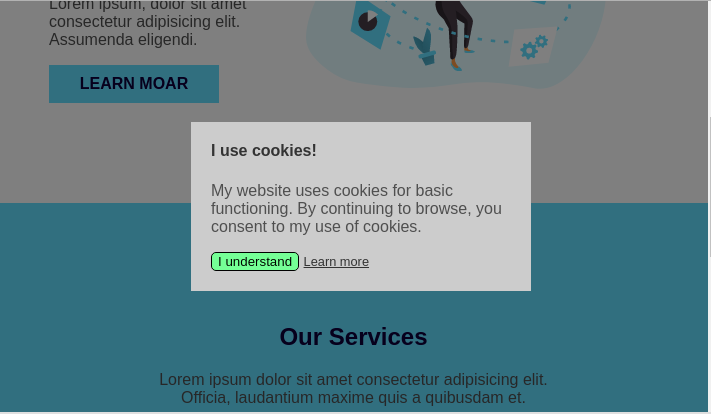 Lorem ipsum, dolor sit amet
consectetur adipisicing elit.
Assumenda eligendi.
LEARN MOAR
I use cookies!
My website uses cookies for basic
functioning. By continuing to browse, you
consent to my use of cookies.
I understand Learn more
Our Services
Lorem ipsum dolor sit amet consectetur adipisicing elit.
Officia, laudantium maxime quis a quibusdam et.